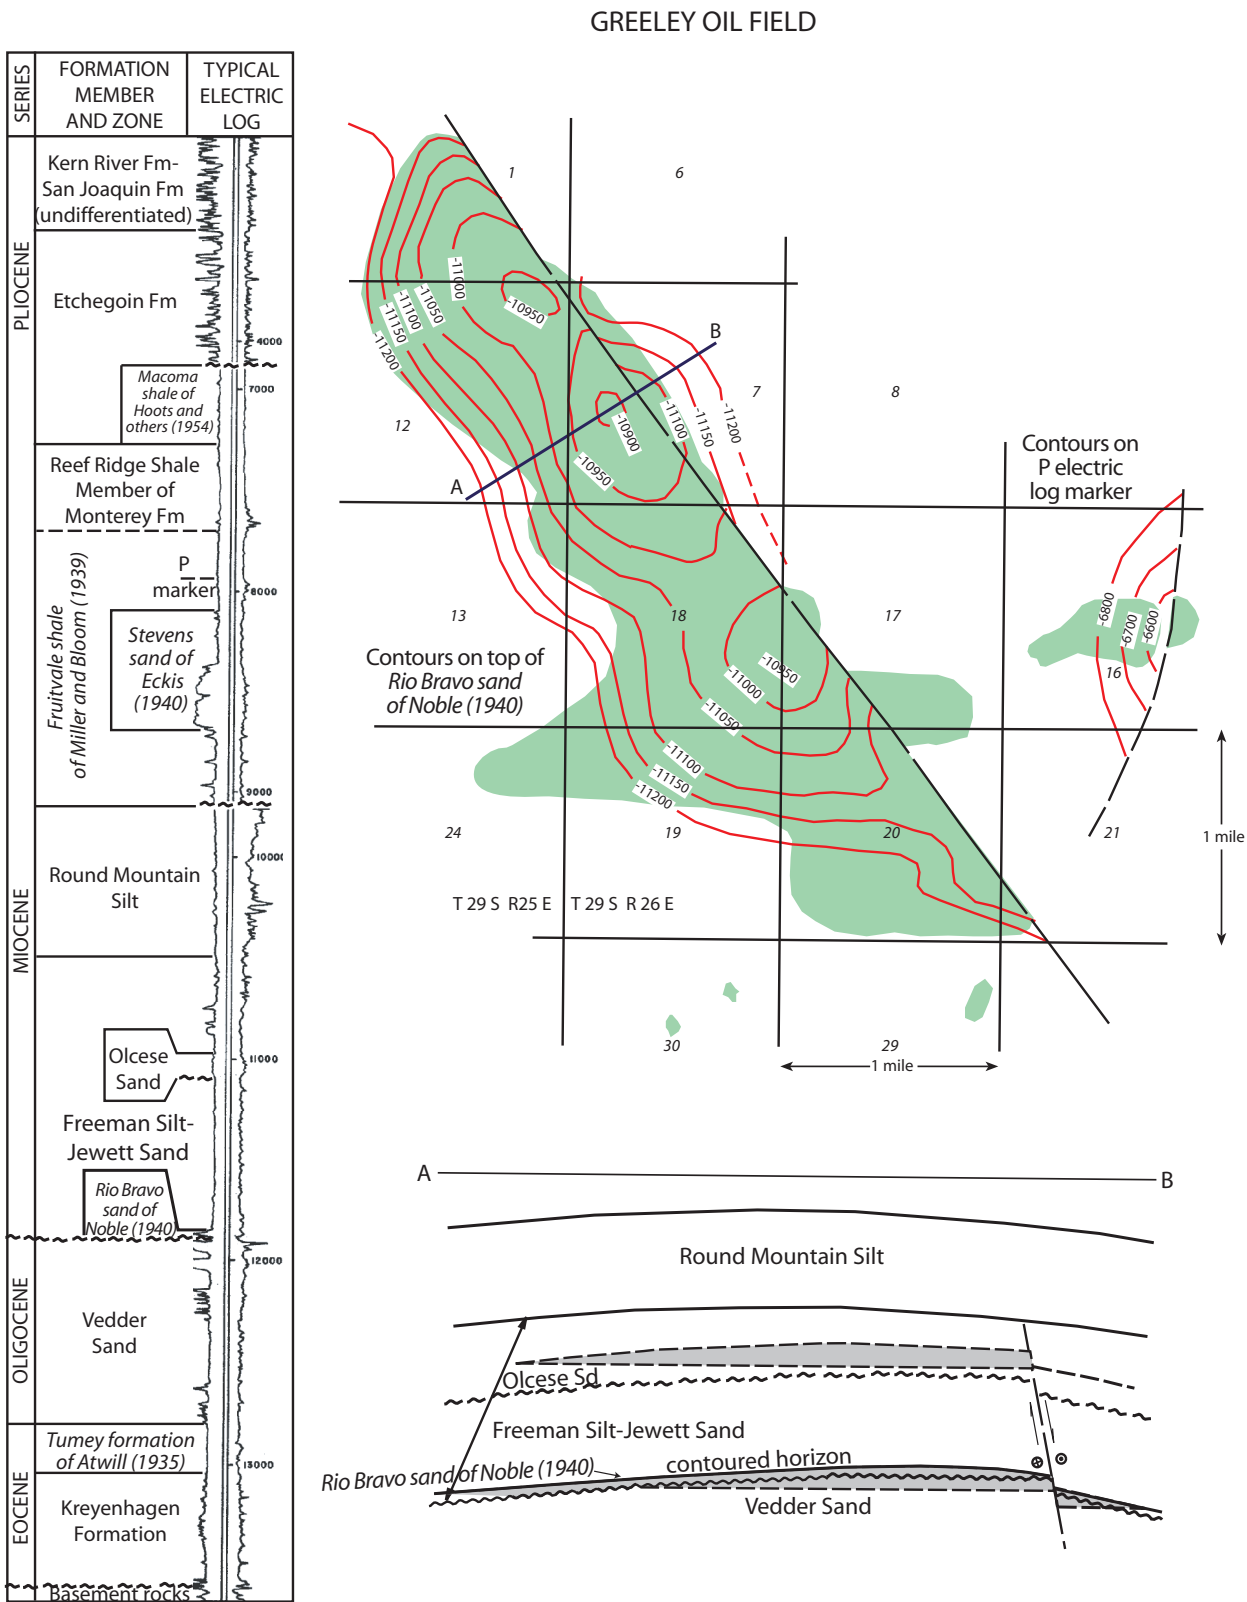 GREELEY OIL FIELD
SERIES
FORMATION
MEMBER
AND ZONE
TYPICAL
ELECTRIC
LOG
PLIOCENE
Kern River Fm-
San Joaquin Fm
(undifferentiated)
Etchegoin Fm
4000
Macoma
shale of
Hoots and
others (1954)
7000
MIOCENE
Reef Ridge Shale
Member of
Monterey Fm
Fruitvale shale
of Miller and Bloom (1939)
P
marker
8000
Stevens
sand of
Eckis
(1940)
9000
Round Mountain
Silt
10000
Olcese
Sand
11000
Freeman Silt-
Jewett Sand
Rio Bravo
sand of
Noble (1940)
OLIGOCENE
12000
Vedder
Sand
EOCENE
Tumey formation
of Atwill (1935)
13000
Kreyenhagen
Formation
Basement rocks
1
6
-11000
-11050
-11100
-11150
-11200
-10950
B
7
8
12
-10900
-11100
-11150
-11200
-10950
A
Contours on
P electric
log marker
-6800
-6700
-6600
13
18
17
16
Contours on top of
Rio Bravo sand
of Noble (1940)
-10950
-11000
-11050
-11100
-11150
-11200
24
19
20
21
1 mile
T 29 S R25 E
T 29 S R 26 E
30
29
1 mile
A
B
Round Mountain Silt
Olcese Sd
Freeman Silt-Jewett Sand
Rio Bravo sand of Noble (1940)
contoured horizon
Vedder Sand